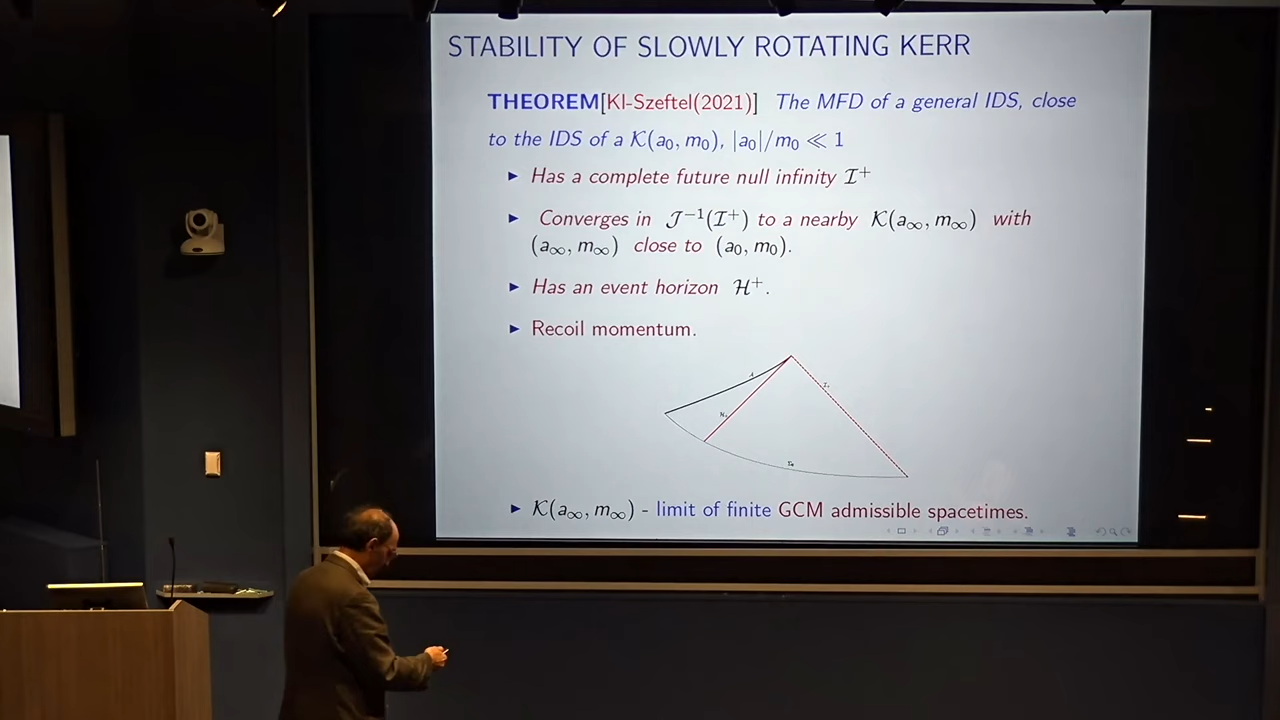 STABILITY OF SLOWLY ROTATING KERR
THEOREM[Kl-Szeftel(2021)] The MFD of a general IDS, close
to the IDS of a 𝒦(a₀, m₀), |a₀|/m₀ ≪ 1
► Has a complete future null infinity ℐ⁺
► Converges in 𝒥⁻¹(ℐ⁺) to a nearby 𝒦(a∞, m∞) with
(a∞, m∞) close to (a₀, m₀).
► Has an event horizon ℋ⁺.
► Recoil momentum.
► 𝒦(a∞, m∞) - limit of finite GCM admissible spacetimes.